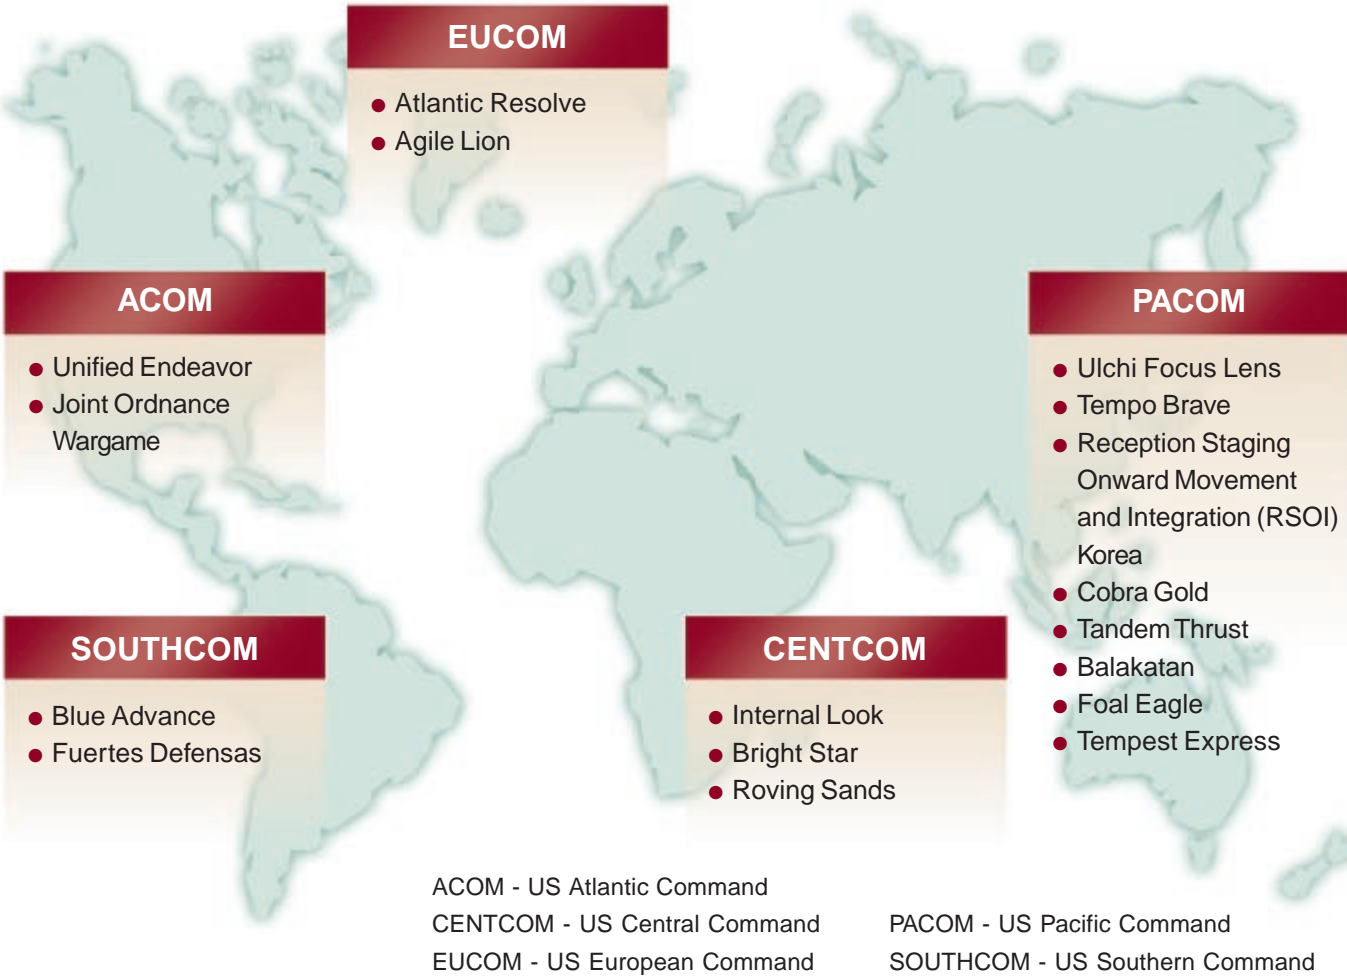 EUCOM
● Atlantic Resolve
● Agile Lion
ACOM
● Unified Endeavor
● Joint Ordnance
Wargame
PACOM
● Ulchi Focus Lens
● Tempo Brave
● Reception Staging
Onward Movement
and Integration (RSOI)
Korea
● Cobra Gold
● Tandem Thrust
● Balakatan
● Foal Eagle
● Tempest Express
SOUTHCOM
● Blue Advance
● Fuertes Defensas
CENTCOM
● Internal Look
● Bright Star
● Roving Sands
ACOM - US Atlantic Command
CENTCOM - US Central Command
EUCOM - US European Command
PACOM - US Pacific Command
SOUTHCOM - US Southern Command